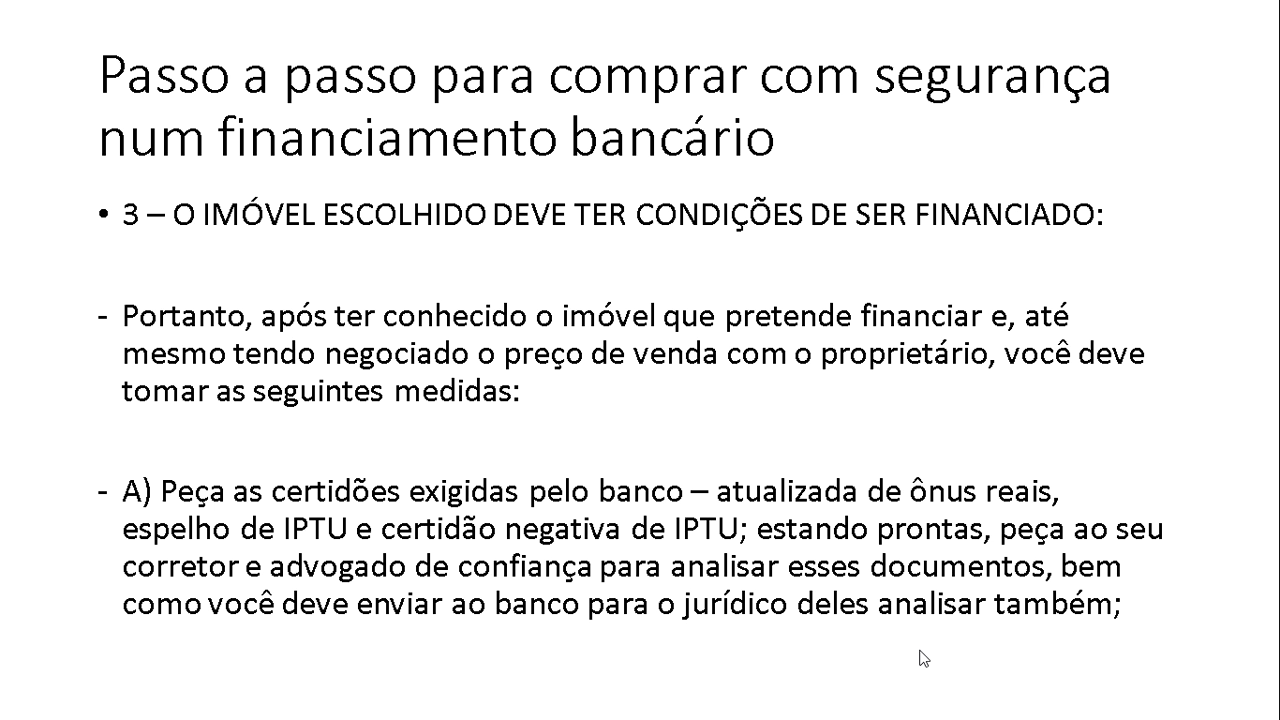 Passo a passo para comprar com segurança
num financiamento bancário
• 3 – O IMÓVEL ESCOLHIDO DEVE TER CONDIÇÕES DE SER FINANCIADO:
- Portanto, após ter conhecido o imóvel que pretende financiar e, até
mesmo tendo negociado o preço de venda com o proprietário, você deve
tomar as seguintes medidas:
- A) Peça as certidões exigidas pelo banco – atualizada de ônus reais,
espelho de IPTU e certidão negativa de IPTU; estando prontas, peça ao seu
corretor e advogado de confiança para analisar esses documentos, bem
como você deve enviar ao banco para o jurídico deles analisar também;